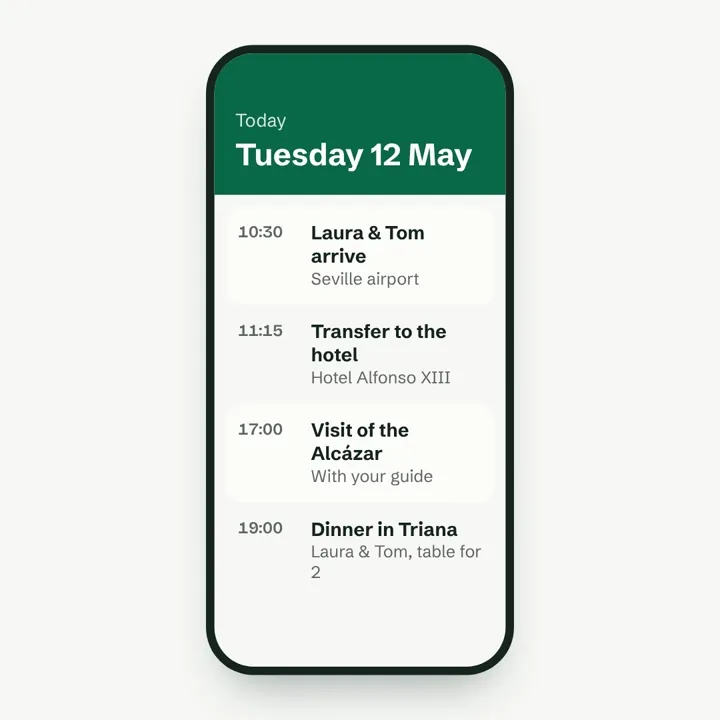 Today
Tuesday 12 May
10:30
Laura & Tom
arrive
Seville airport
11:15
Transfer to the
hotel
Hotel Alfonso XIII
17:00
Visit of the
Alcázar
With your guide
19:00
Dinner in Triana
Laura & Tom, table for
2